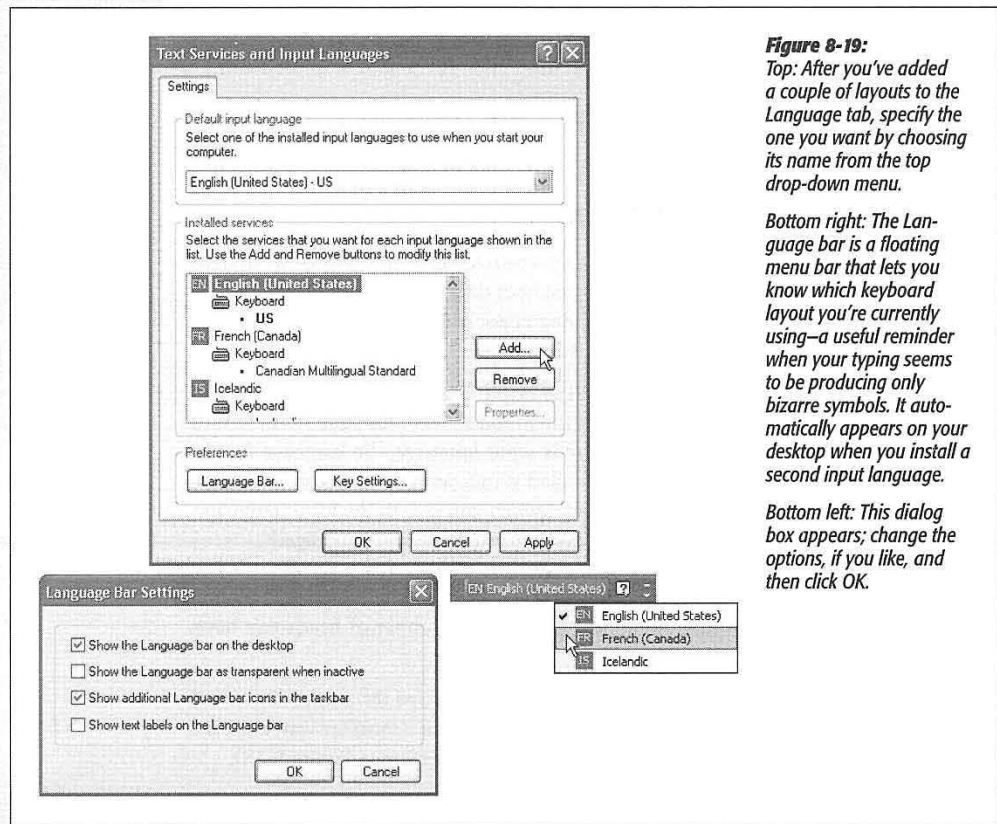 Text Services and Input Languages
Settings
Default input language
Select one of the installed input languages to use when you start your
computer.
English (United States) - US
Installed services
Select the services that you want for each input language shown in the
list. Use the Add and Remove buttons to modify this list.
EN English (United States)
Keyboard
• US
FR French (Canada)
Keyboard
• Canadian Multilingual Standard
IS Icelandic
Keyboard
Add...
Remove
Properties...
Preferences
Language Bar...
Key Settings...
OK
Cancel
Apply
Language Bar Settings
Show the Language bar on the desktop
Show the Language bar as transparent when inactive
Show additional Language bar icons in the taskbar
Show text labels on the Language bar
OK
Cancel
EN English (United States)
EN English (United States)
FR French (Canada)
IS Icelandic
Figure 8-19:
Top: After you've added
a couple of layouts to the
Language tab, specify the
one you want by choosing
its name from the top
drop-down menu.
Bottom right: The Lan-
guage bar is a floating
menu bar that lets you
know which keyboard
layout you're currently
using—a useful reminder
when your typing seems
to be producing only
bizarre symbols. It auto-
matically appears on your
desktop when you install a
second input language.
Bottom left: This dialog
box appears; change the
options, if you like, and
then click OK.